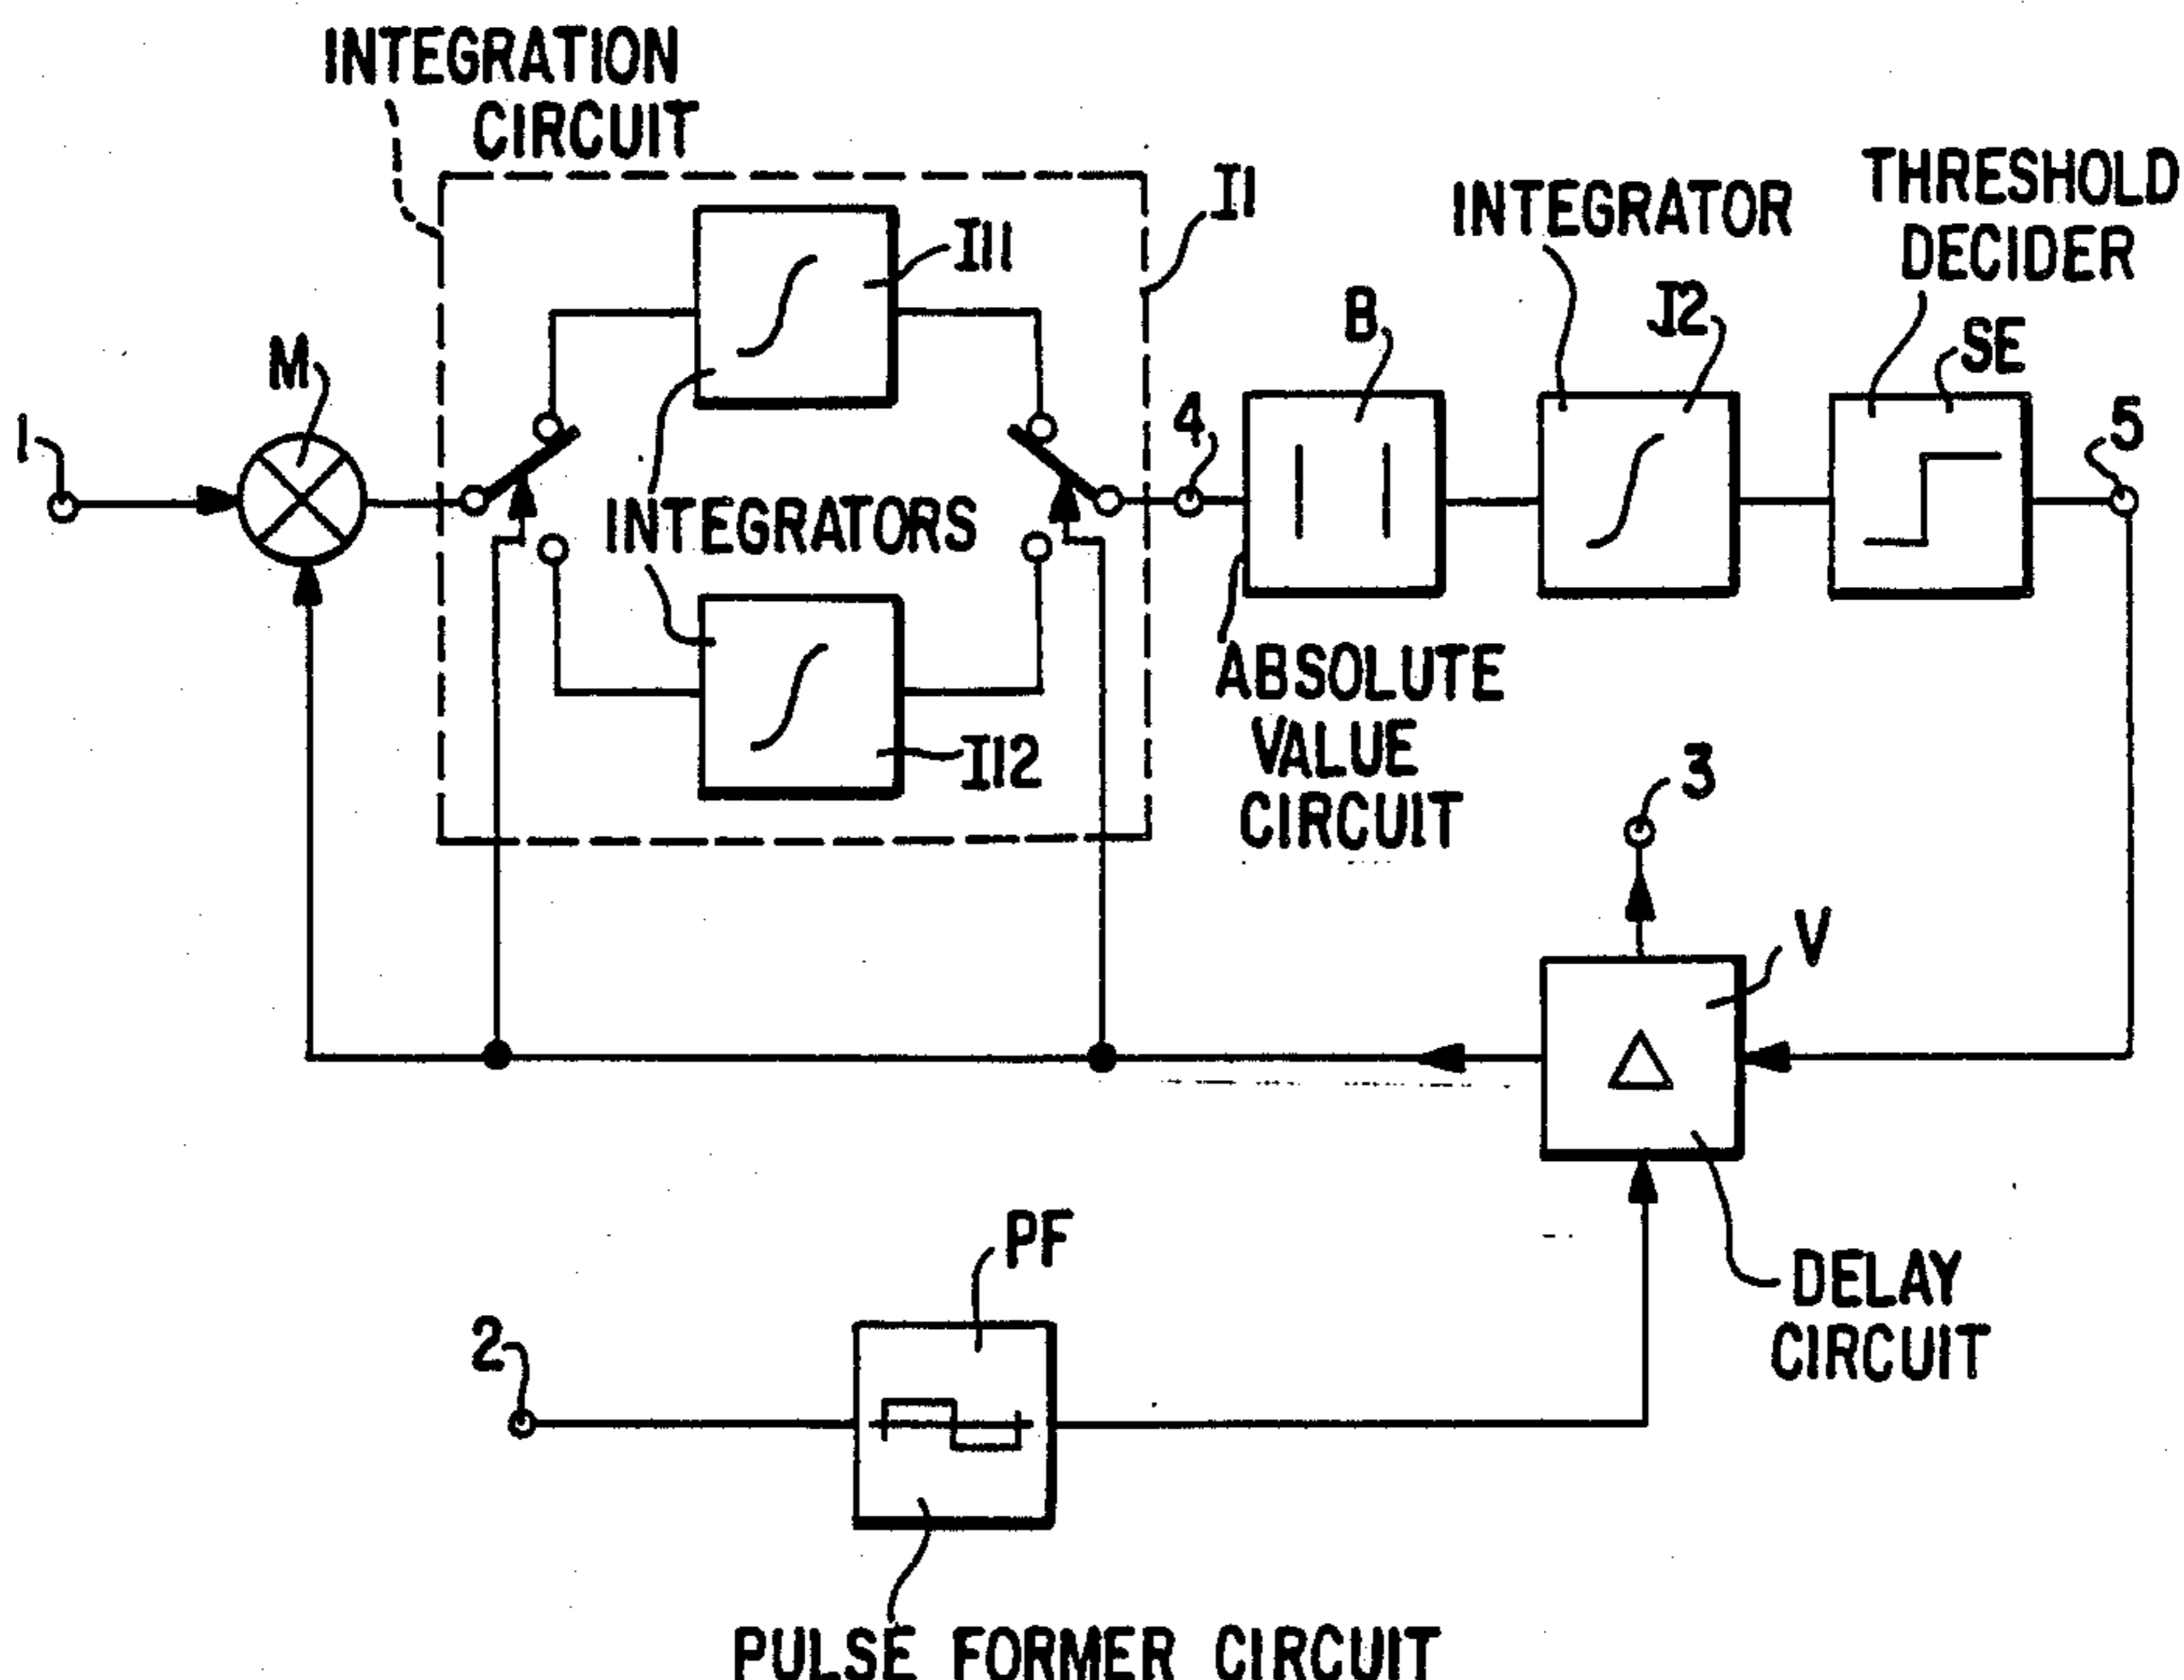 INTEGRATION
CIRCUIT
I1
INTEGRATOR
THRESHOLD
DECIDER
I11
B
I2
SE
M
1
4
5
INTEGRATORS
ABSOLUTE
VALUE
CIRCUIT
I12
3
V
Δ
PF
DELAY
CIRCUIT
2
PULSE FORMER CIRCUIT